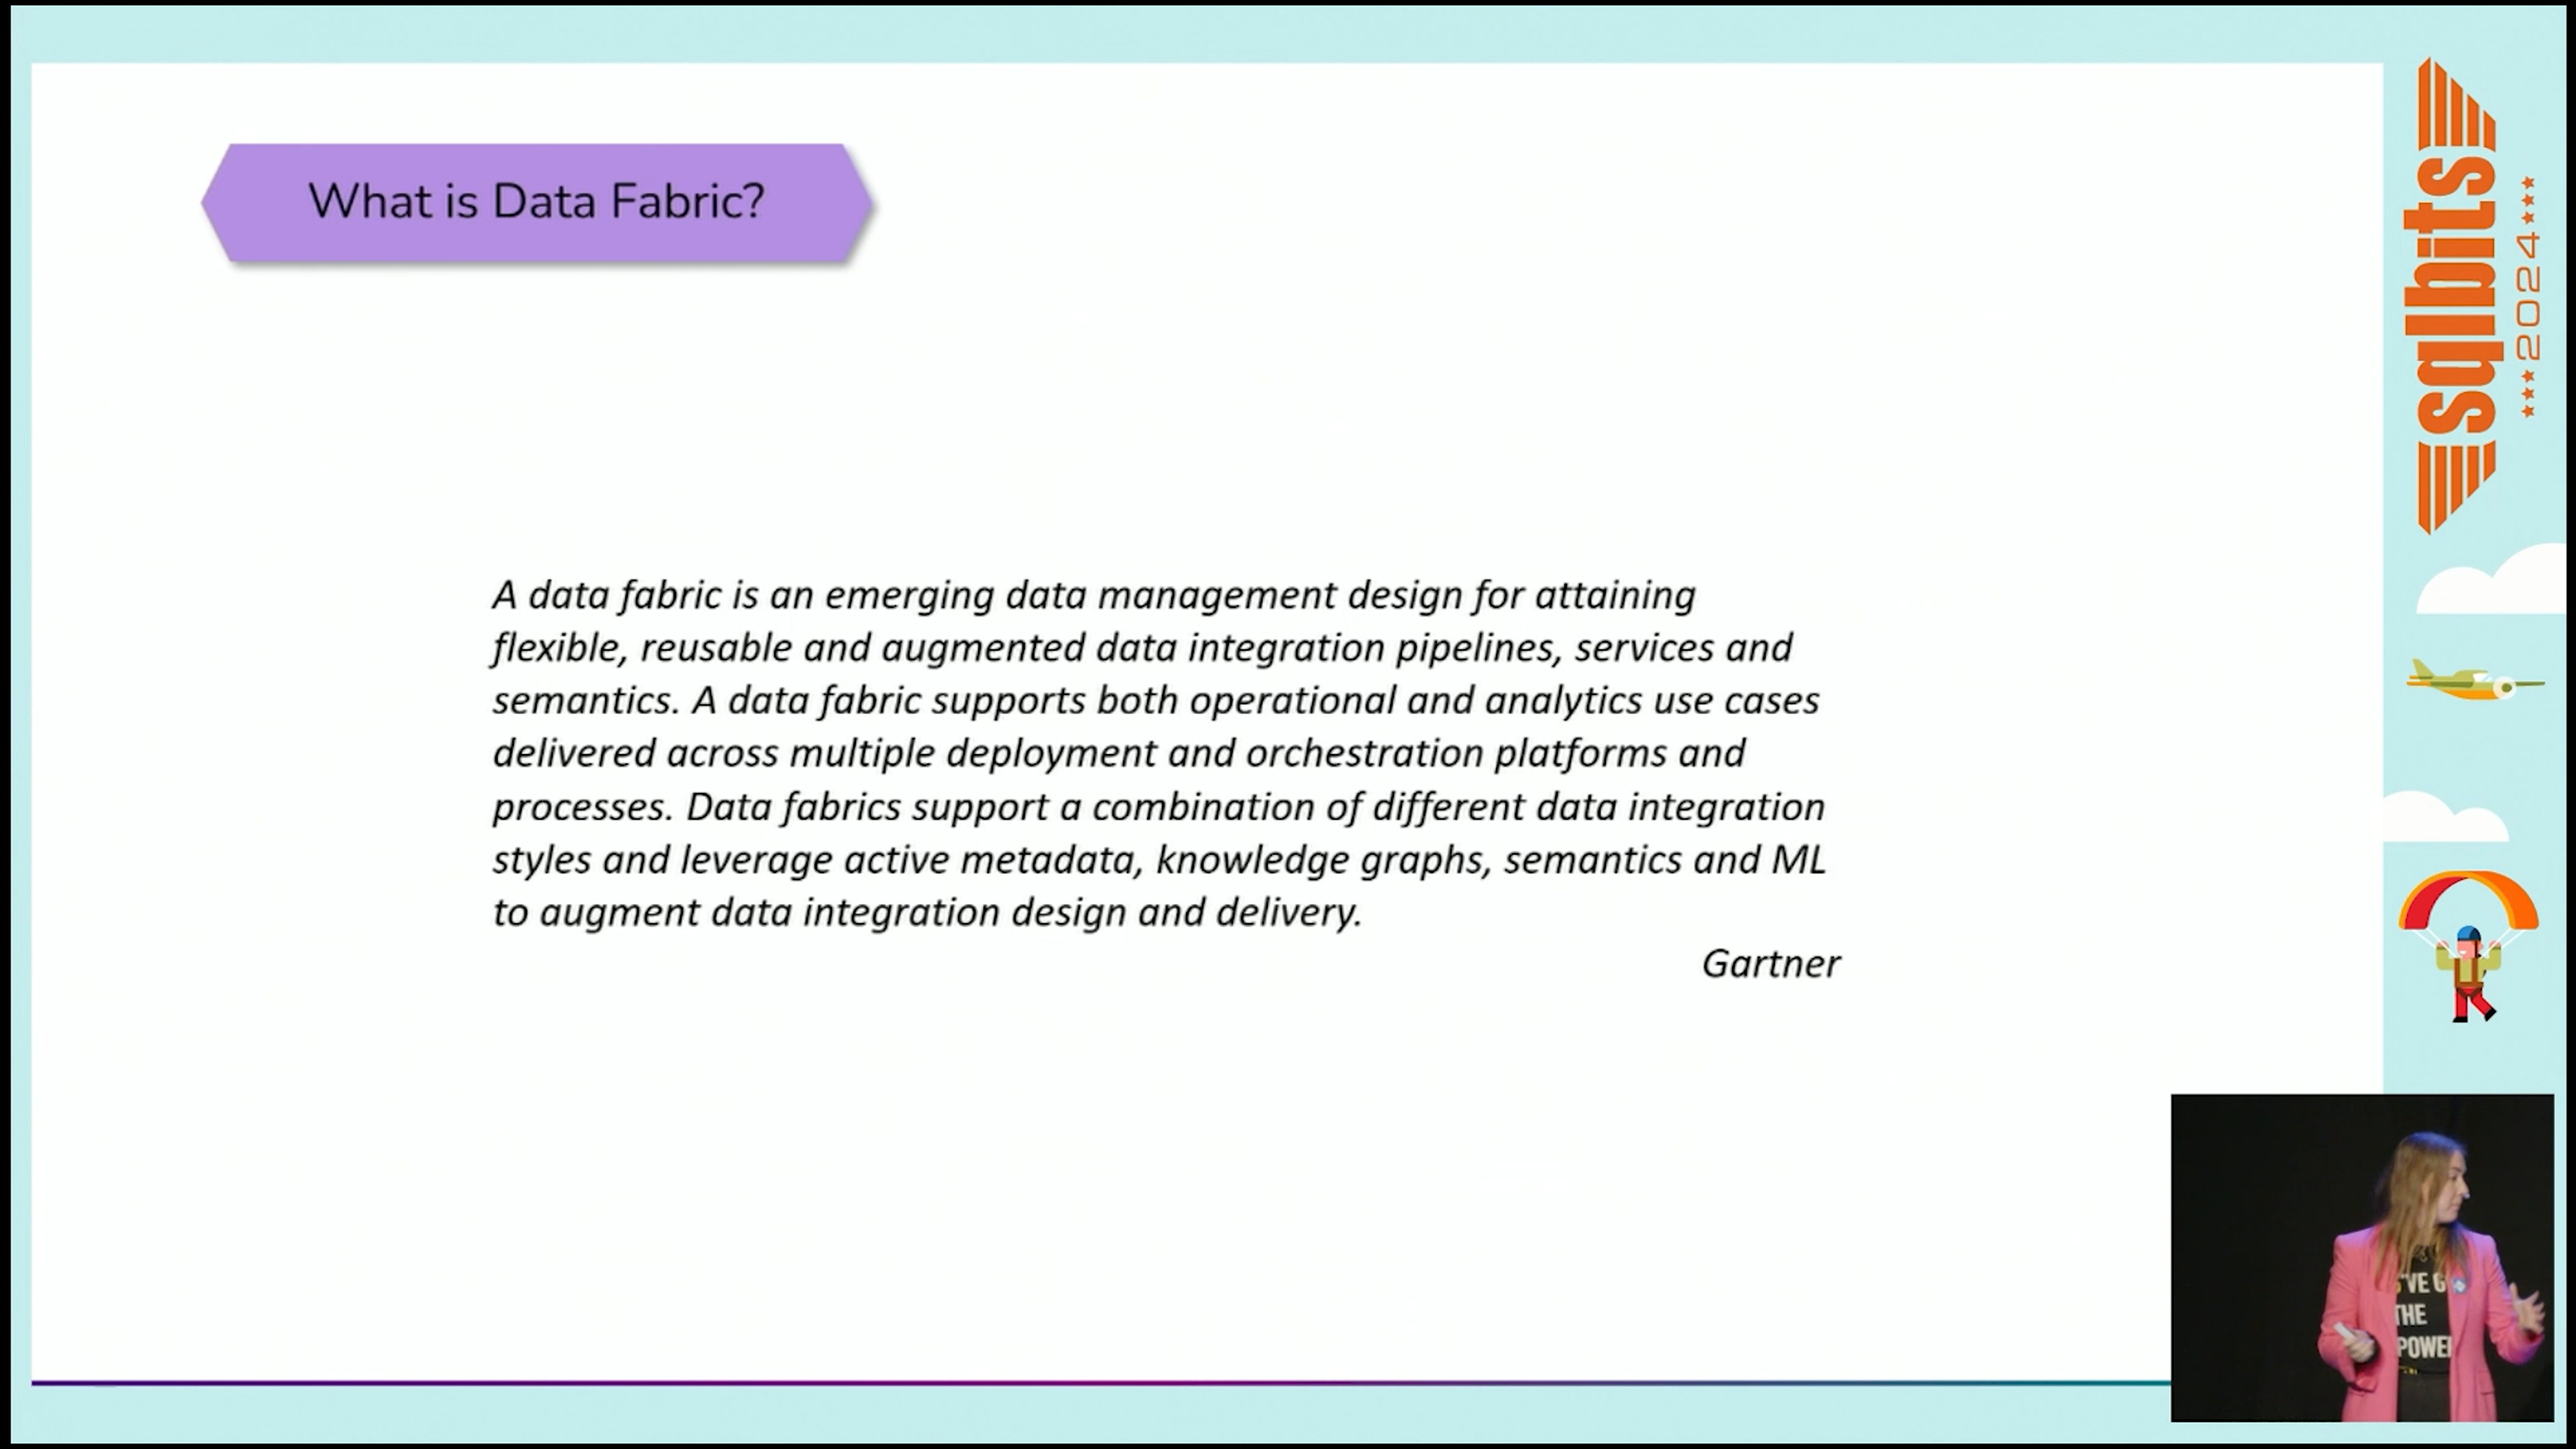 What is Data Fabric?
A data fabric is an emerging data management design for attaining
flexible, reusable and augmented data integration pipelines, services and
semantics. A data fabric supports both operational and analytics use cases
delivered across multiple deployment and orchestration platforms and
processes. Data fabrics support a combination of different data integration
styles and leverage active metadata, knowledge graphs, semantics and ML
to augment data integration design and delivery.
Gartner
sqlbits
2024
THE
POWER